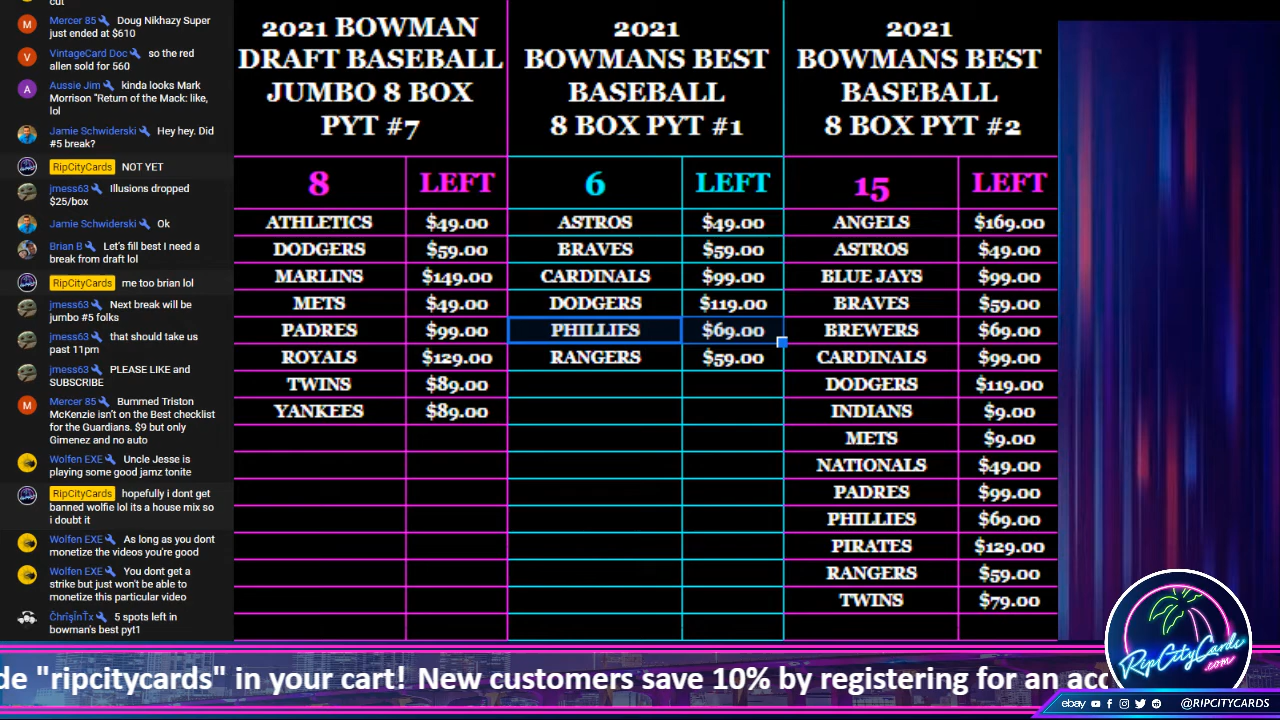 cut
M Mercer 85 Doug Nikhazy Super
just ended at $610
V VintageCard Doc so the red
allen sold for 560
A Aussie Jim kinda looks Mark
Morrison "Return of the Mack: like,
lol
Jamie Schwiderski Hey hey. Did
#5 break?
RipCityCards NOT YET
jmess63 Illusions dropped
$25/box
Jamie Schwiderski Ok
Brian B Let's fill best I need a
break from draft lol
RipCityCards me too brian lol
jmess63 Next break will be
jumbo #5 folks
jmess63 that should take us
past 11pm
jmess63 PLEASE LIKE and
SUBSCRIBE
M Mercer 85 Bummed Triston
McKenzie isn't on the Best checklist
for the Guardians. $9 but only
Gimenez and no auto
Wolfen EXE Uncle Jesse is
playing some good jamz tonite
RipCityCards hopefully i dont get
banned wolfie lol its a house mix so
i doubt it
Wolfen EXE As long as you dont
monetize the videos you're good
Wolfen EXE You dont get a
strike but just won't be able to
monetize this particular video
ČhrişĬnŤx 5 spots left in
bowman's best pyt1
2021 BOWMAN
DRAFT BASEBALL
JUMBO 8 BOX
PYT #7
8 LEFT
ATHLETICS $49.00
DODGERS $59.00
MARLINS $149.00
METS $49.00
PADRES $99.00
ROYALS $129.00
TWINS $89.00
YANKEES $89.00
2021
BOWMANS BEST
BASEBALL
8 BOX PYT #1
6 LEFT
ASTROS $49.00
BRAVES $59.00
CARDINALS $99.00
DODGERS $119.00
PHILLIES $69.00
RANGERS $59.00
2021
BOWMANS BEST
BASEBALL
8 BOX PYT #2
15 LEFT
ANGELS $169.00
ASTROS $49.00
BLUE JAYS $99.00
BRAVES $59.00
BREWERS $69.00
CARDINALS $99.00
DODGERS $119.00
INDIANS $9.00
METS $9.00
NATIONALS $49.00
PADRES $99.00
PHILLIES $69.00
PIRATES $129.00
RANGERS $59.00
TWINS $79.00
de "ripcitycards" in your cart! New customers save 10% by registering for an acc
RipCityCards
.com
ebay @RIPCITYCARDS